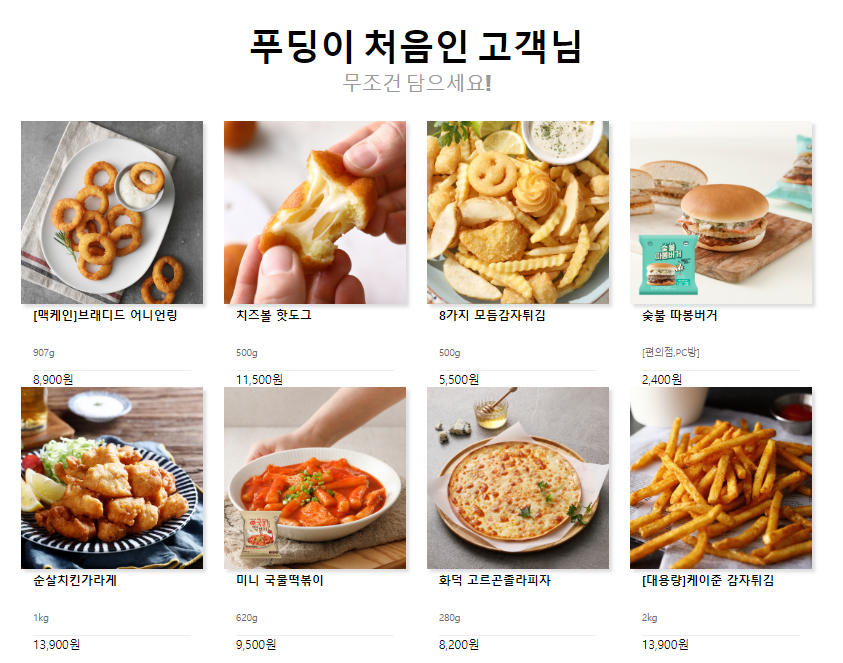 푸딩이 처음인 고객님
무조건 담으세요!
숯불
따봉버거
[맥케인]브래디드 어니언링
치즈볼 핫도그
8가지 모듬감자튀김
숯불 따봉버거
907g
500g
500g
[편의점,PC방]
8,900원
11,500원
5,500원
2,400원
순살치킨가라게
미니 국물떡볶이
화덕 고르곤졸라피자
[대용량]케이준 감자튀김
1kg
620g
280g
2kg
13,900원
9,500원
8,200원
13,900원